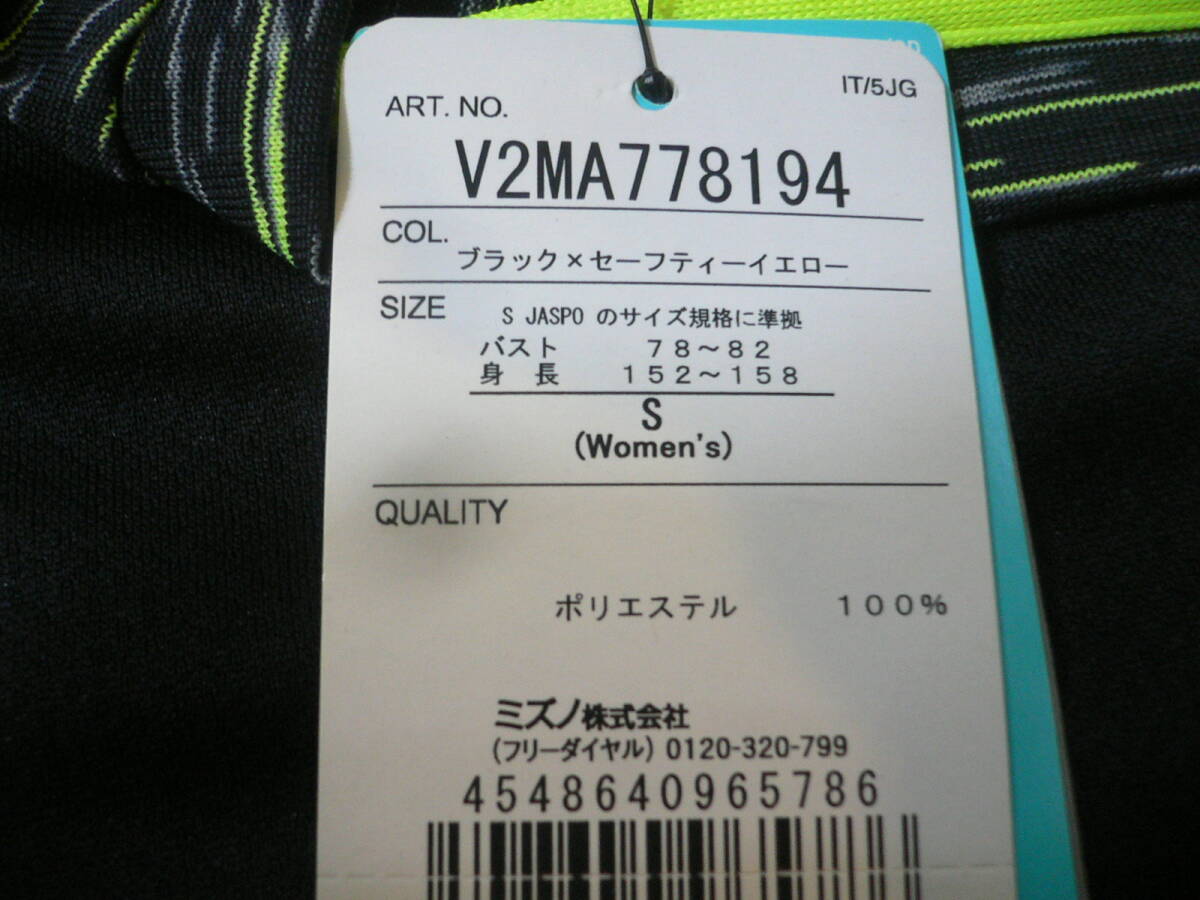 IT/5JG
ART. NO.
V2MA778194
COL.
ブラック×セーフティーイエロー
SIZE
S JASPO のサイズ規格に準拠
バスト ７８～８２
身 長 １５２～１５８
S
(Women's)
QUALITY
ポリエステル １００％
ミズノ株式会社
(フリーダイヤル) 0120-320-799
4548640965786